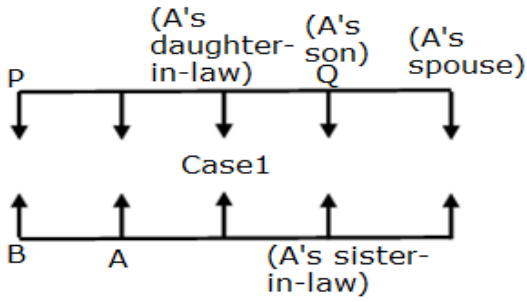 (A's
daughter-
in-law)
(A's
son)
(A's
spouse)
P
Q
Case1
B
A
(A's sister-
in-law)